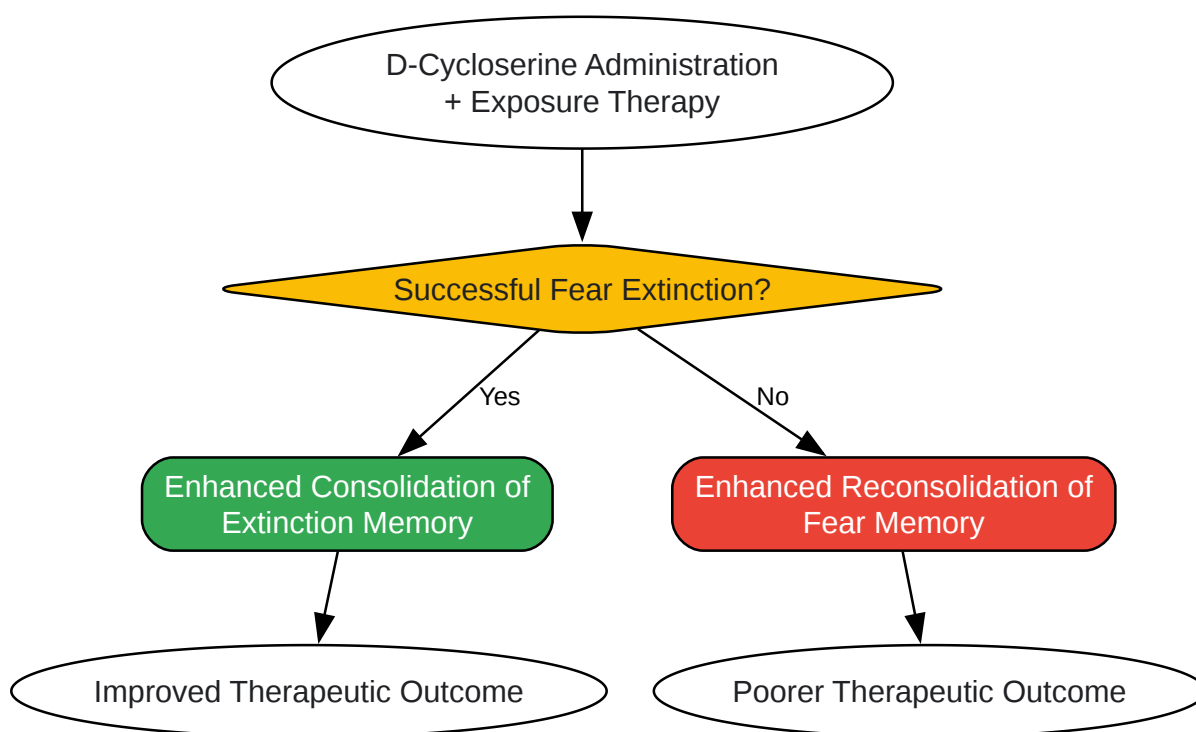 D-Cycloserine Administration
+ Exposure Therapy
Successful Fear Extinction?
Yes
No
Enhanced Consolidation of
Extinction Memory
Enhanced Reconsolidation of
Fear Memory
Improved Therapeutic Outcome
Poorer Therapeutic Outcome